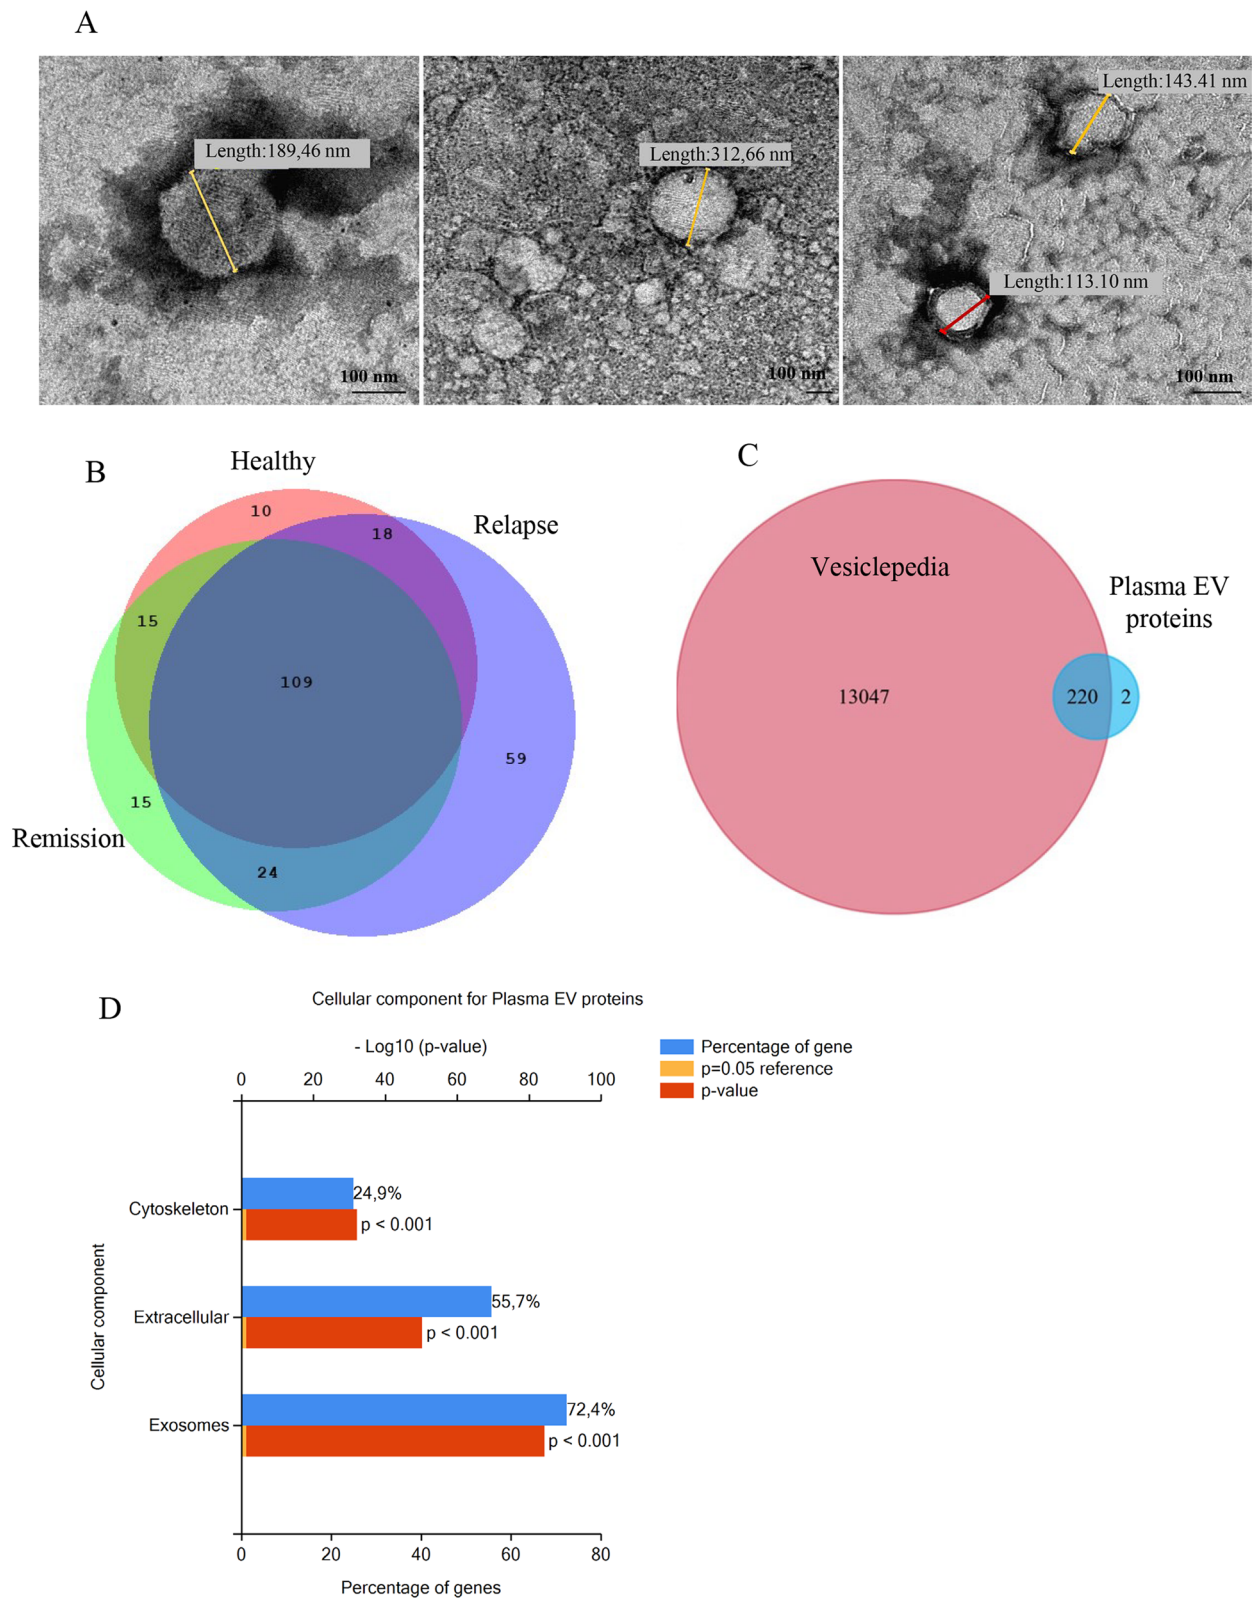 A
Length:189,46 nm
100 nm
Length:312,66 nm
100 nm
Length:143.41 nm
Length:113.10 nm
100 nm
B
Healthy
Relapse
Remission
10
18
15
109
59
15
24
C
Vesiclepedia
Plasma EV
proteins
13047
220
2
D
Cellular component for Plasma EV proteins
- Log10 (p-value)
0 20 40 60 80 100
Percentage of gene
p=0.05 reference
p-value
Cellular component
Cytoskeleton
24,9%
p < 0.001
Extracellular
55,7%
p < 0.001
Exosomes
72,4%
p < 0.001
0 20 40 60 80
Percentage of genes